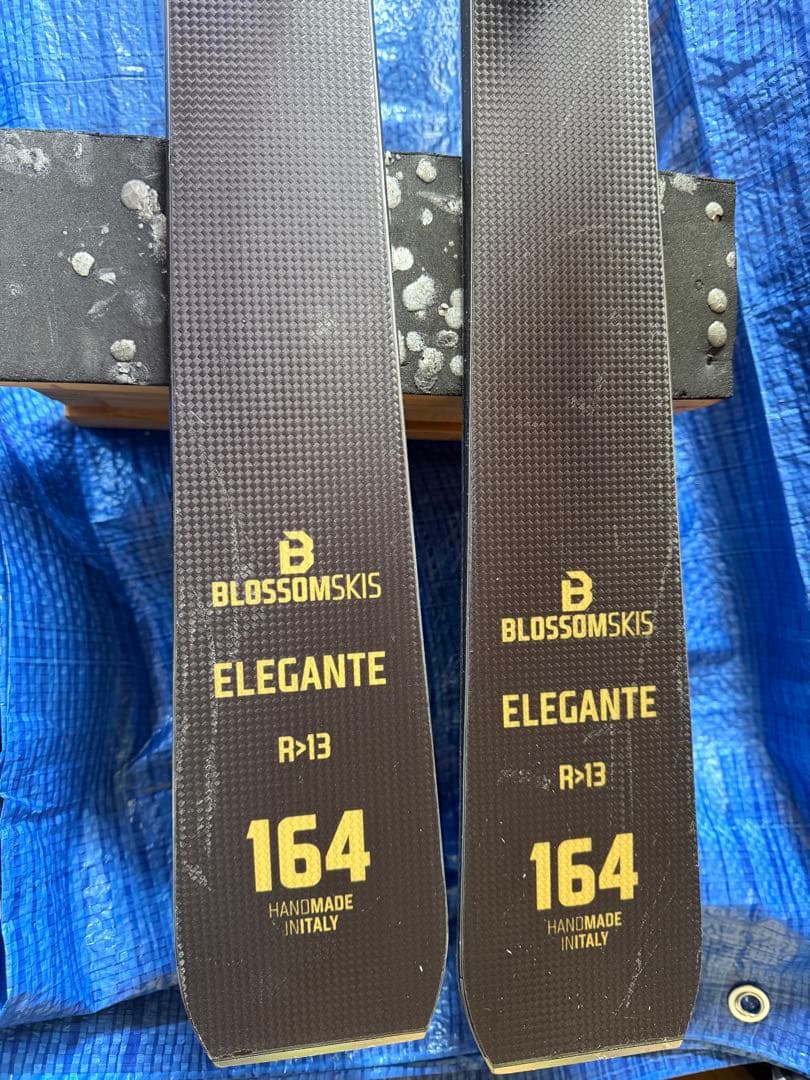 B
BLOSSOMSKIS
ELEGANTE
R>13
164
HANDMADE
INITALY
B
BLOSSOMSKIS
ELEGANTE
R>13
164
HANDMADE
INITALY